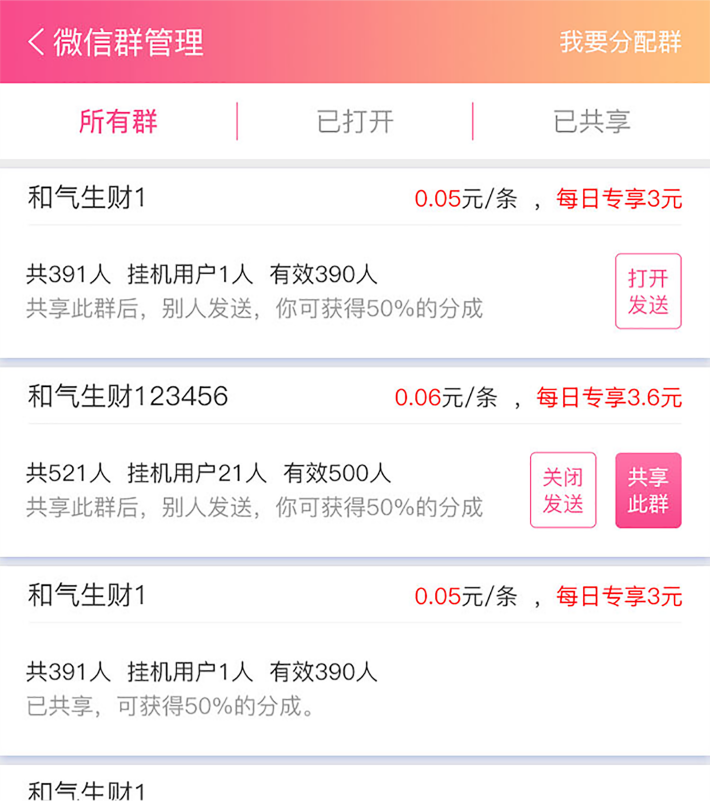 微信群管理 我要分配群
所有群 已打开 已共享
和气生财1 0.05元/条 ，每日专享3元
共391人 挂机用户1人 有效390人
共享此群后，别人发送，你可获得50%的分成
打开
发送
和气生财123456 0.06元/条 ，每日专享3.6元
共521人 挂机用户21人 有效500人
共享此群后，别人发送，你可获得50%的分成
关闭
发送
共享
此群
和气生财1 0.05元/条 ，每日专享3元
共391人 挂机用户1人 有效390人
已共享，可获得50%的分成。
和气生财1